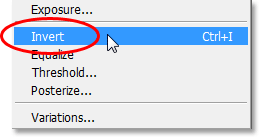 Exposure...
Invert Ctrl+I
Equalize
Threshold...
Posterize...
Variations...